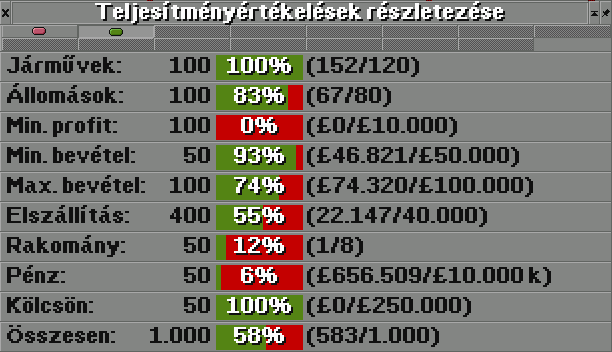 Teljesítményértékelések részletezése
Járművek: 100 100% (152/120)
Állomások: 100 83% (67/80)
Min. profit: 100 0% (£0/£10.000)
Min. bevétel: 50 93% (£46.821/£50.000)
Max. bevétel: 100 74% (£74.320/£100.000)
Elszállítás: 400 55% (22.147/40.000)
Rakomány: 50 12% (1/8)
Pénz: 50 6% (£656.509/£10.000 k)
Kölcsön: 50 100% (£0/£250.000)
Összesen: 1.000 58% (583/1.000)